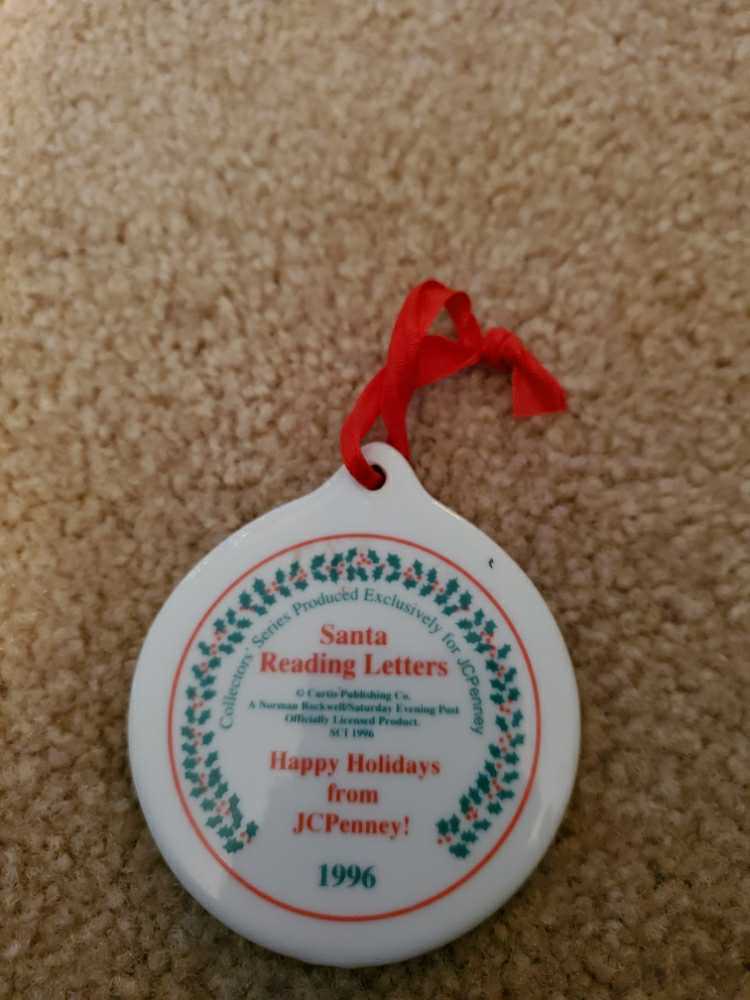 Collectors' Series Produced Exclusively for JCPenney
Santa
Reading Letters
© Curtis Publishing Co.
A Norman Rockwell/Saturday Evening Post
Officially Licensed Product.
SCI 1996
Happy Holidays
from
JCPenney!
1996